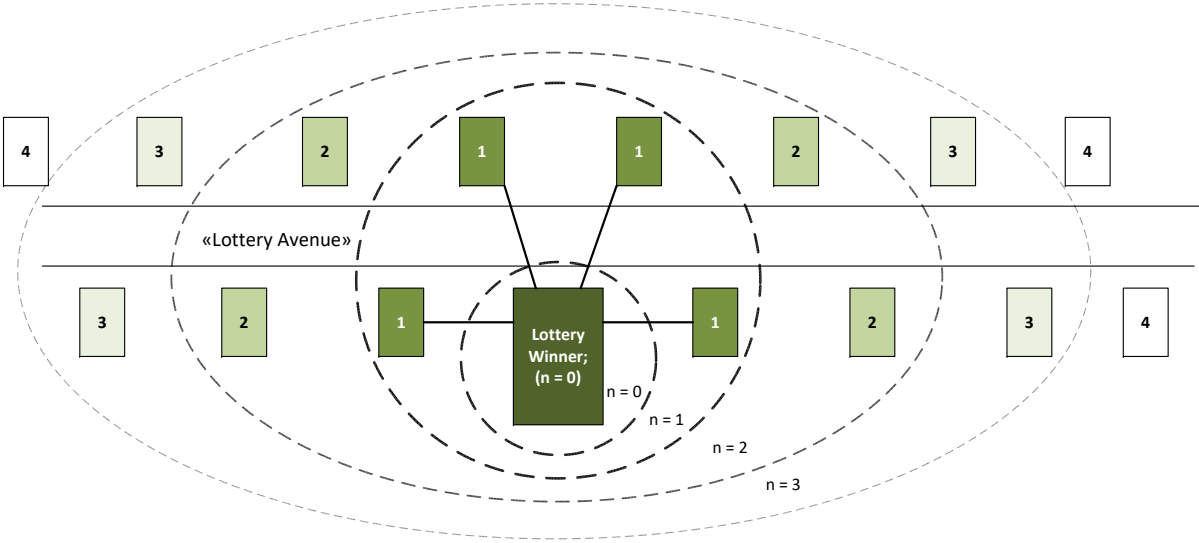 4 3 2 1 1 2 3 4
«Lottery Avenue»
3 2 1 1 2 3 4
Lottery
Winner;
(n = 0)
n = 0
n = 1
n = 2
n = 3